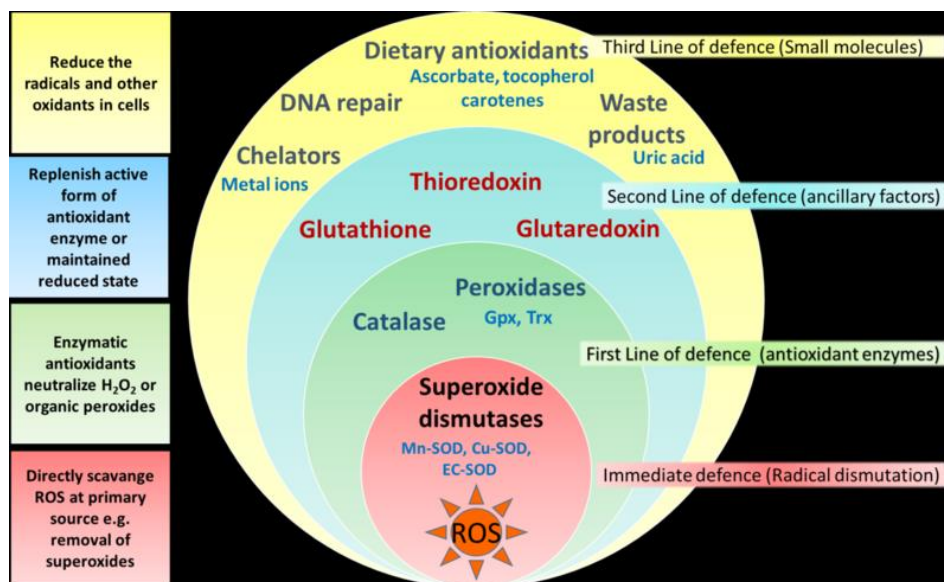 Reduce the
radicals and other
oxidants in cells
Replenish active
form of
antioxidant
enzyme or
maintained
reduced state
Enzymatic
antioxidants
neutralize H₂O₂ or
organic peroxides
Directly scavange
ROS at primary
source e.g.
removal of
superoxides
Dietary antioxidants
Ascorbate, tocopherol
carotenes
DNA repair
Waste
products
Uric acid
Chelators
Metal ions
Thioredoxin
Glutathione
Glutaredoxin
Peroxidases
Gpx, Trx
Catalase
Superoxide
dismutases
Mn-SOD, Cu-SOD,
EC-SOD
ROS
Third Line of defence (Small molecules)
Second Line of defence (ancillary factors)
First Line of defence (antioxidant enzymes)
Immediate defence (Radical dismutation)